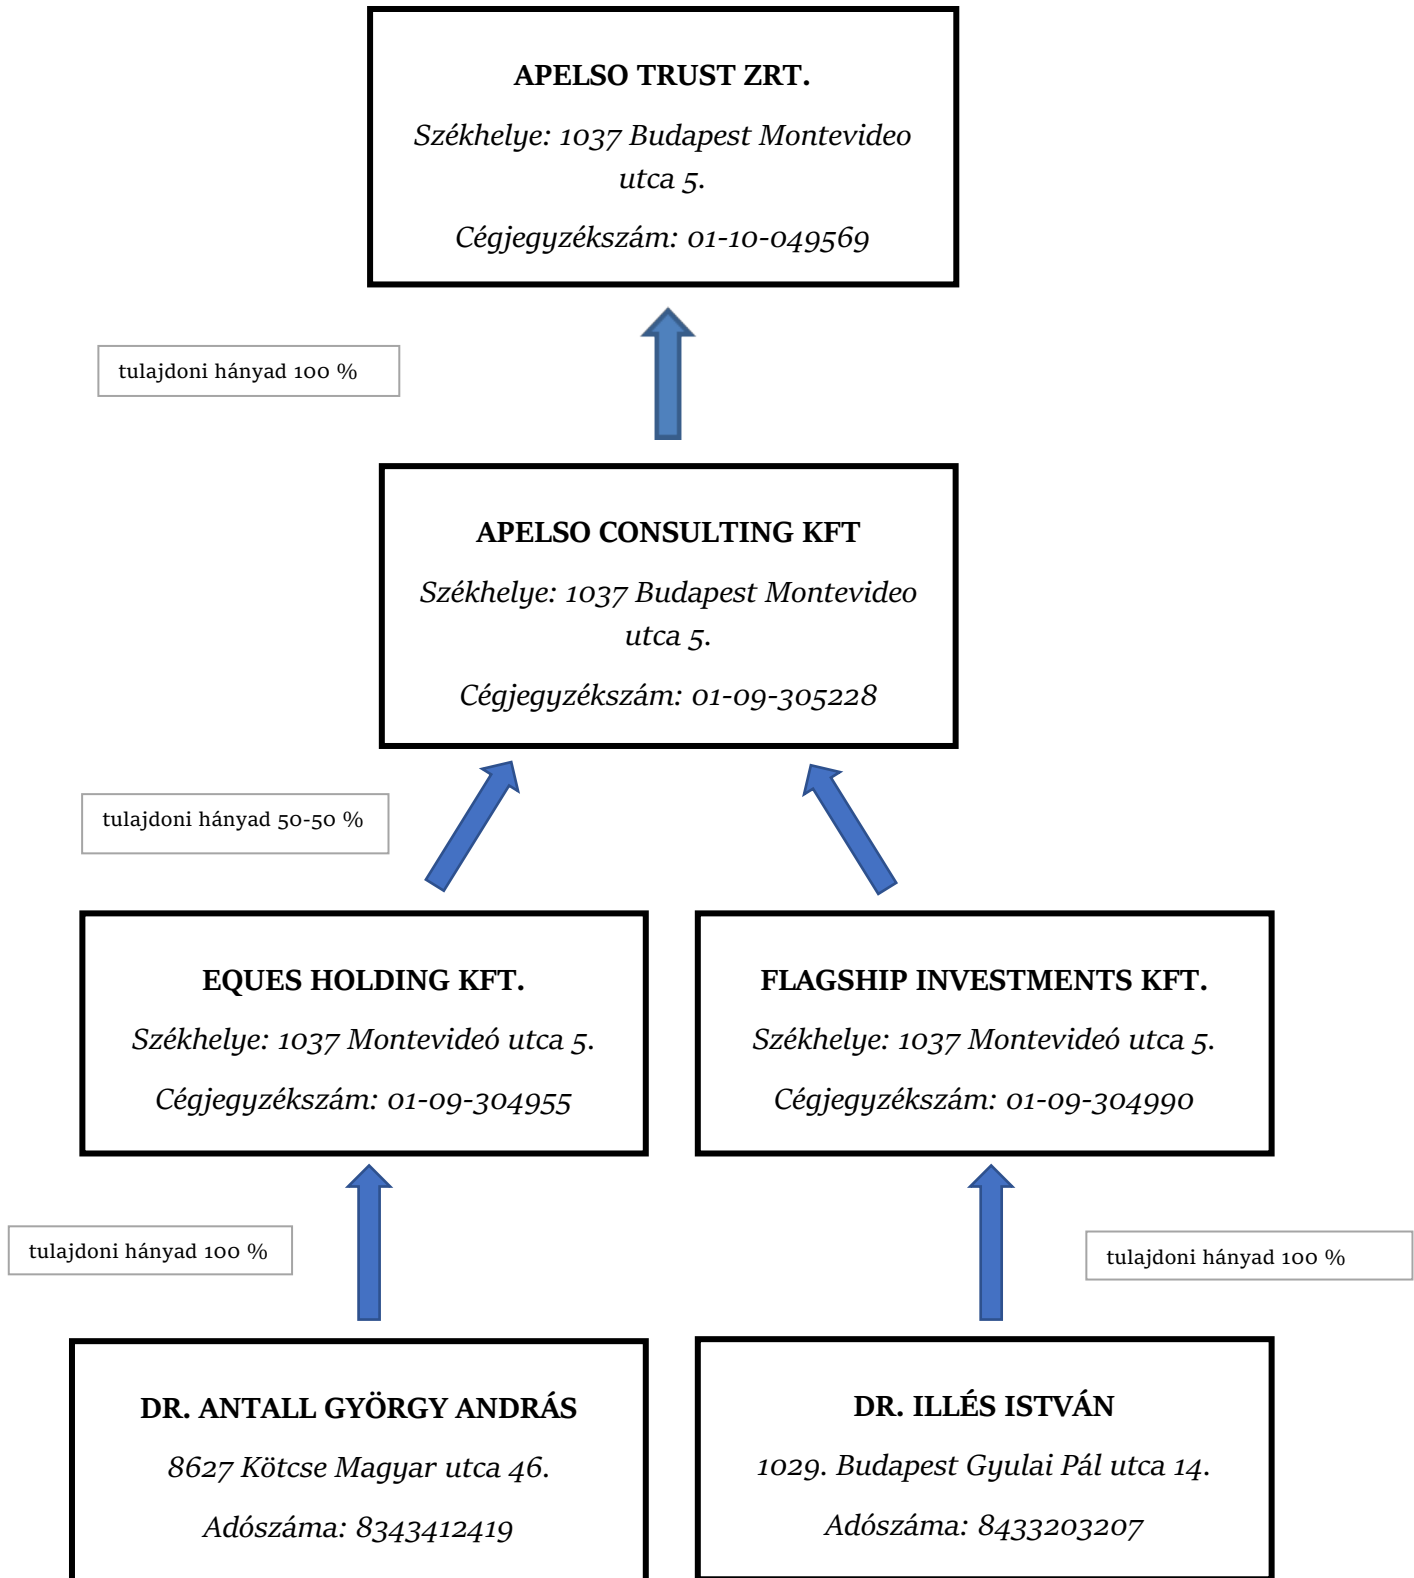 APELSO TRUST ZRT.
Székhelye: 1037 Budapest Montevideo
utca 5.
Cégjegyzékszám: 01-10-049569
tulajdoni hányad 100 %
APELSO CONSULTING KFT
Székhelye: 1037 Budapest Montevideo
utca 5.
Cégjegyzékszám: 01-09-305228
tulajdoni hányad 50-50 %
EQUES HOLDING KFT.
Székhelye: 1037 Montevideó utca 5.
Cégjegyzékszám: 01-09-304955
FLAGSHIP INVESTMENTS KFT.
Székhelye: 1037 Montevideó utca 5.
Cégjegyzékszám: 01-09-304990
tulajdoni hányad 100 %
tulajdoni hányad 100 %
DR. ANTALL GYÖRGY ANDRÁS
8627 Kötcse Magyar utca 46.
Adószáma: 8343412419
DR. ILLÉS ISTVÁN
1029. Budapest Gyulai Pál utca 14.
Adószáma: 8433203207